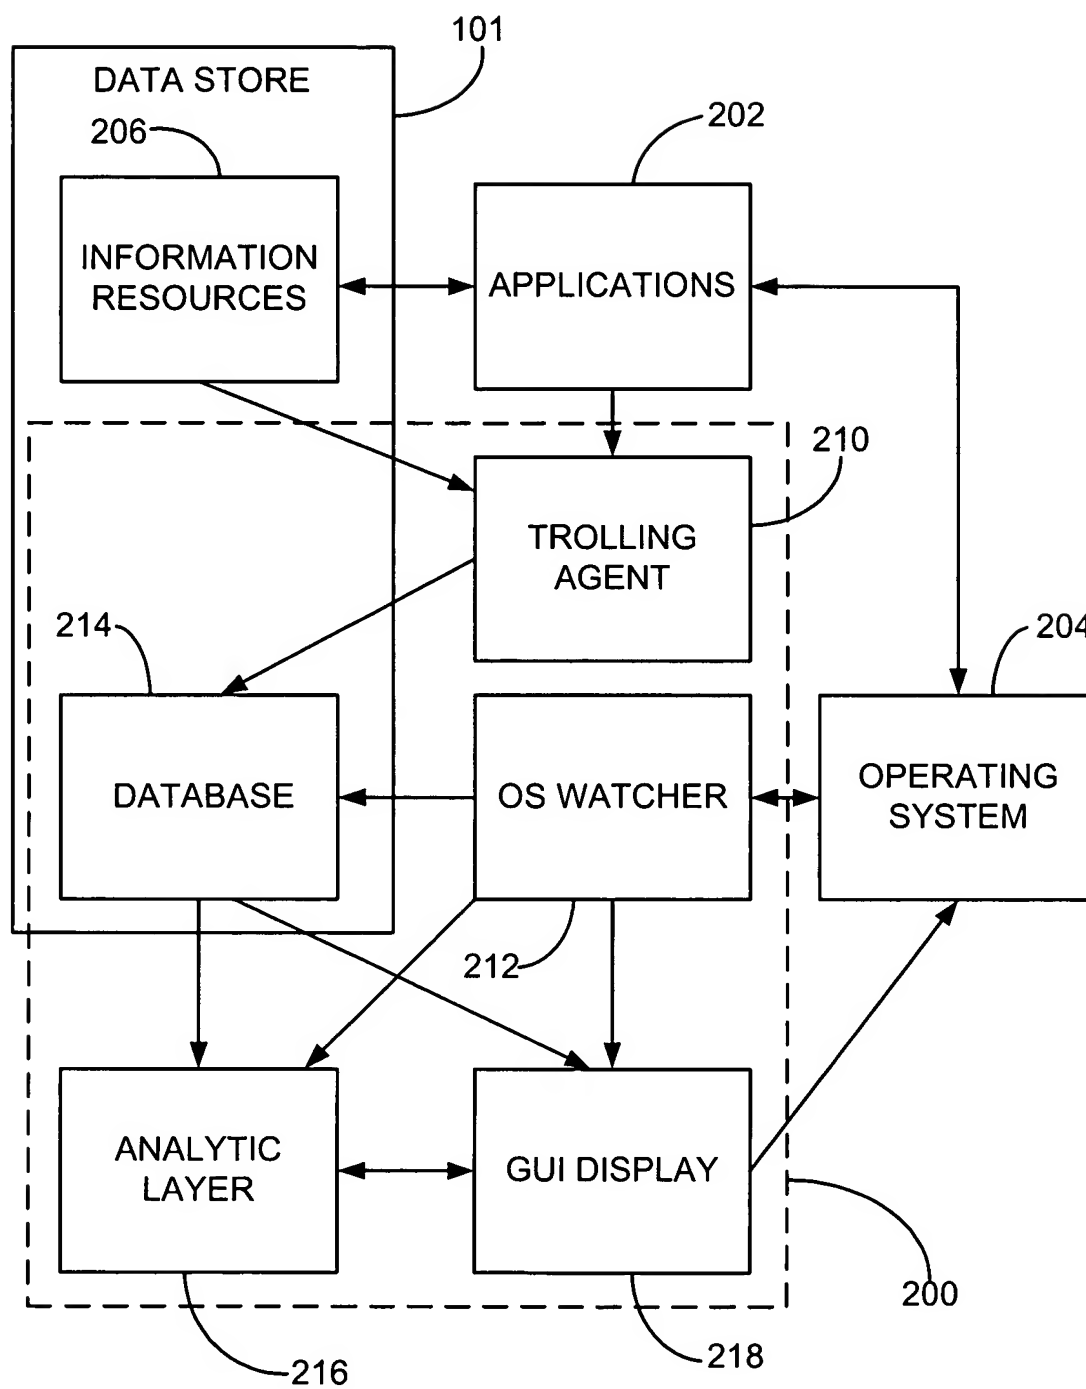 101
DATA STORE
206
202
INFORMATION
RESOURCES
APPLICATIONS
210
TROLLING
AGENT
214
204
DATABASE
OS WATCHER
OPERATING
SYSTEM
212
ANALYTIC
LAYER
GUI DISPLAY
200
216
218